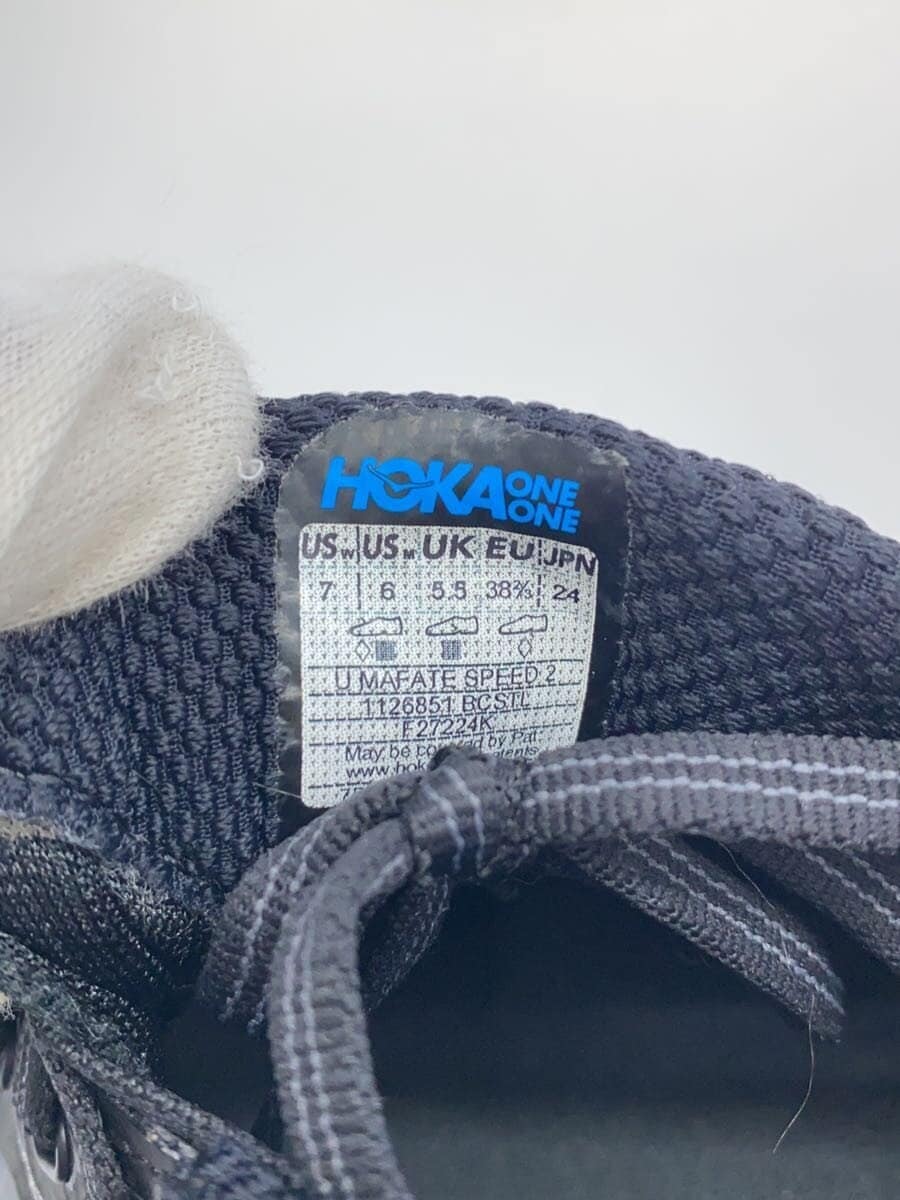 HOKA ONE ONE
US W US M UK EU JPN
7 6 5.5 38⅔ 24
U MAFATE SPEED 2
1126851 BCSTL
F27224K
May be by Pat
www.hok